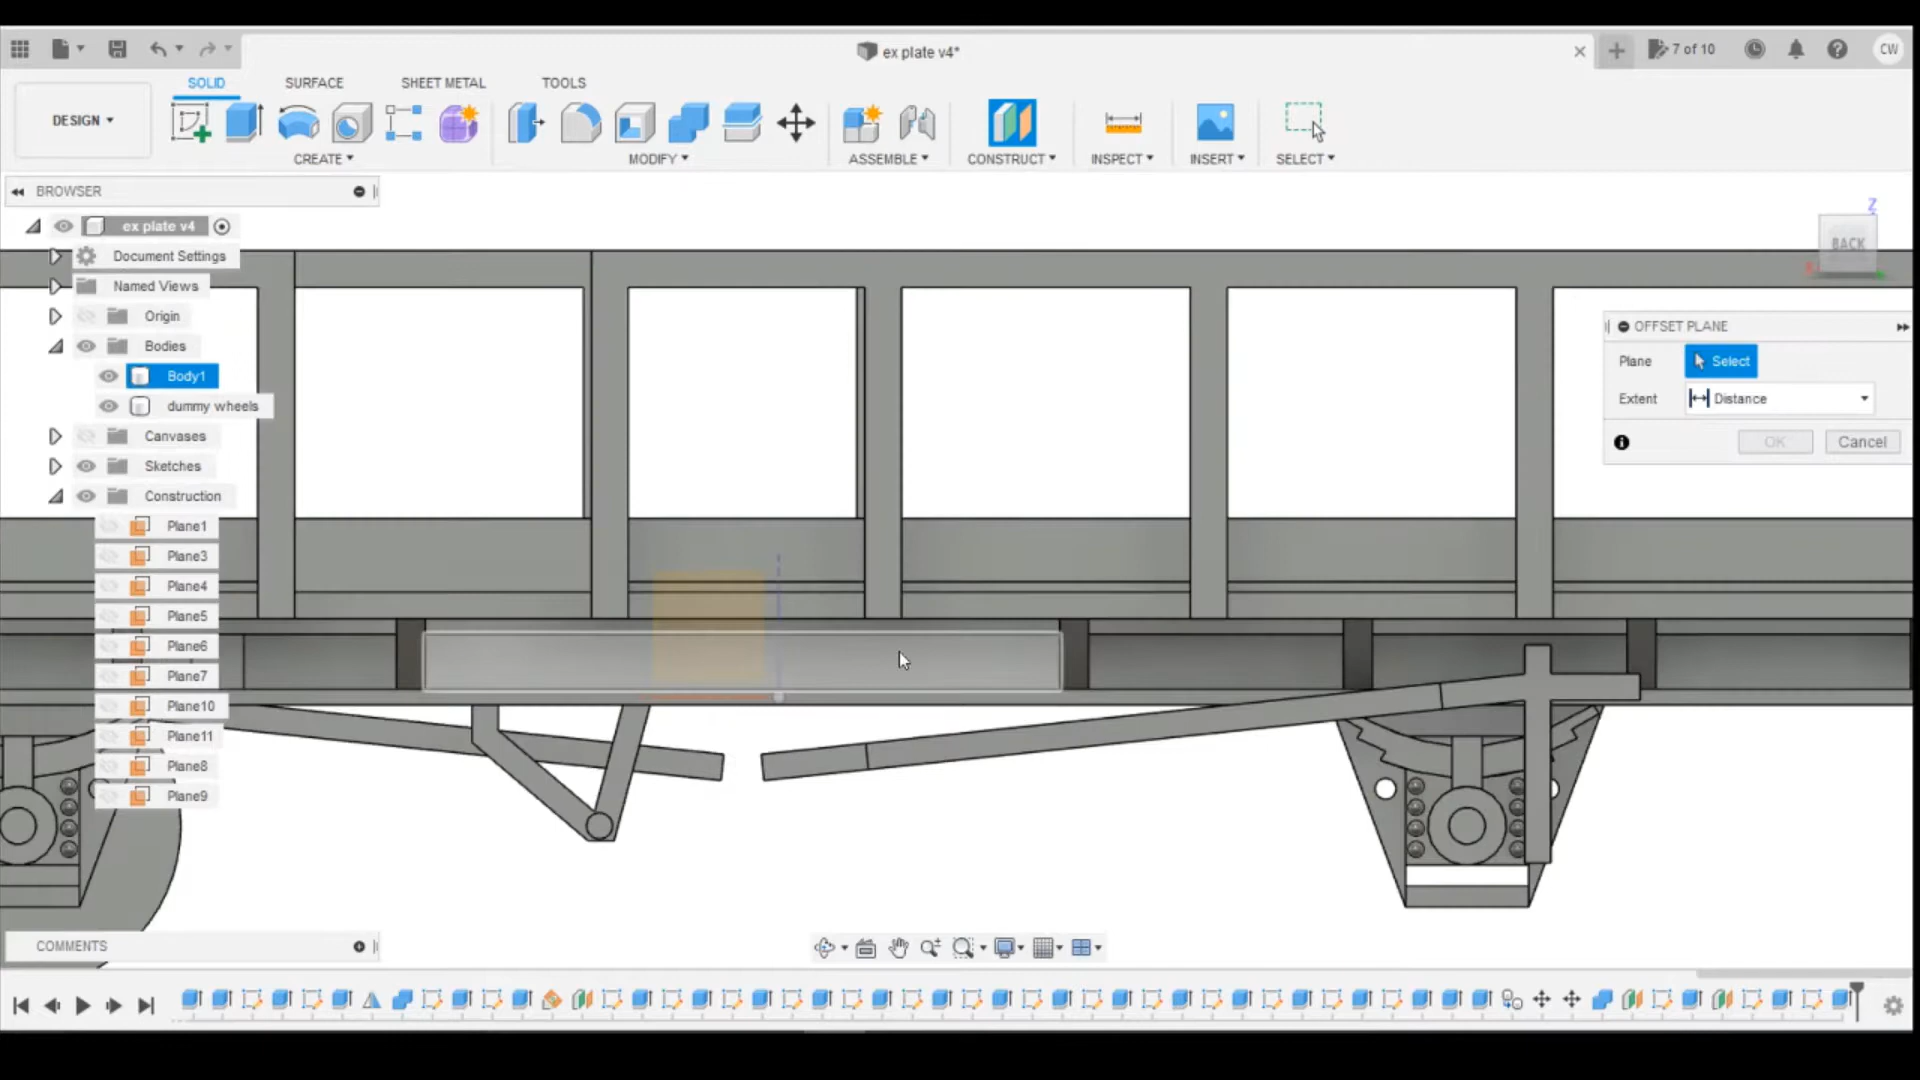 ex plate v4*
7 of 10
CW
SOLID
SURFACE
SHEET METAL
TOOLS
DESIGN
CREATE
MODIFY
ASSEMBLE
CONSTRUCT
INSPECT
INSERT
SELECT
BROWSER
ex plate v4
Document Settings
Named Views
Origin
Bodies
Body1
dummy wheels
Canvases
Sketches
Construction
Plane1
Plane3
Plane4
Plane5
Plane6
Plane7
Plane10
Plane11
Plane8
Plane9
Z
BACK
OFFSET PLANE
Plane
Select
Extent
Distance
OK
Cancel
COMMENTS